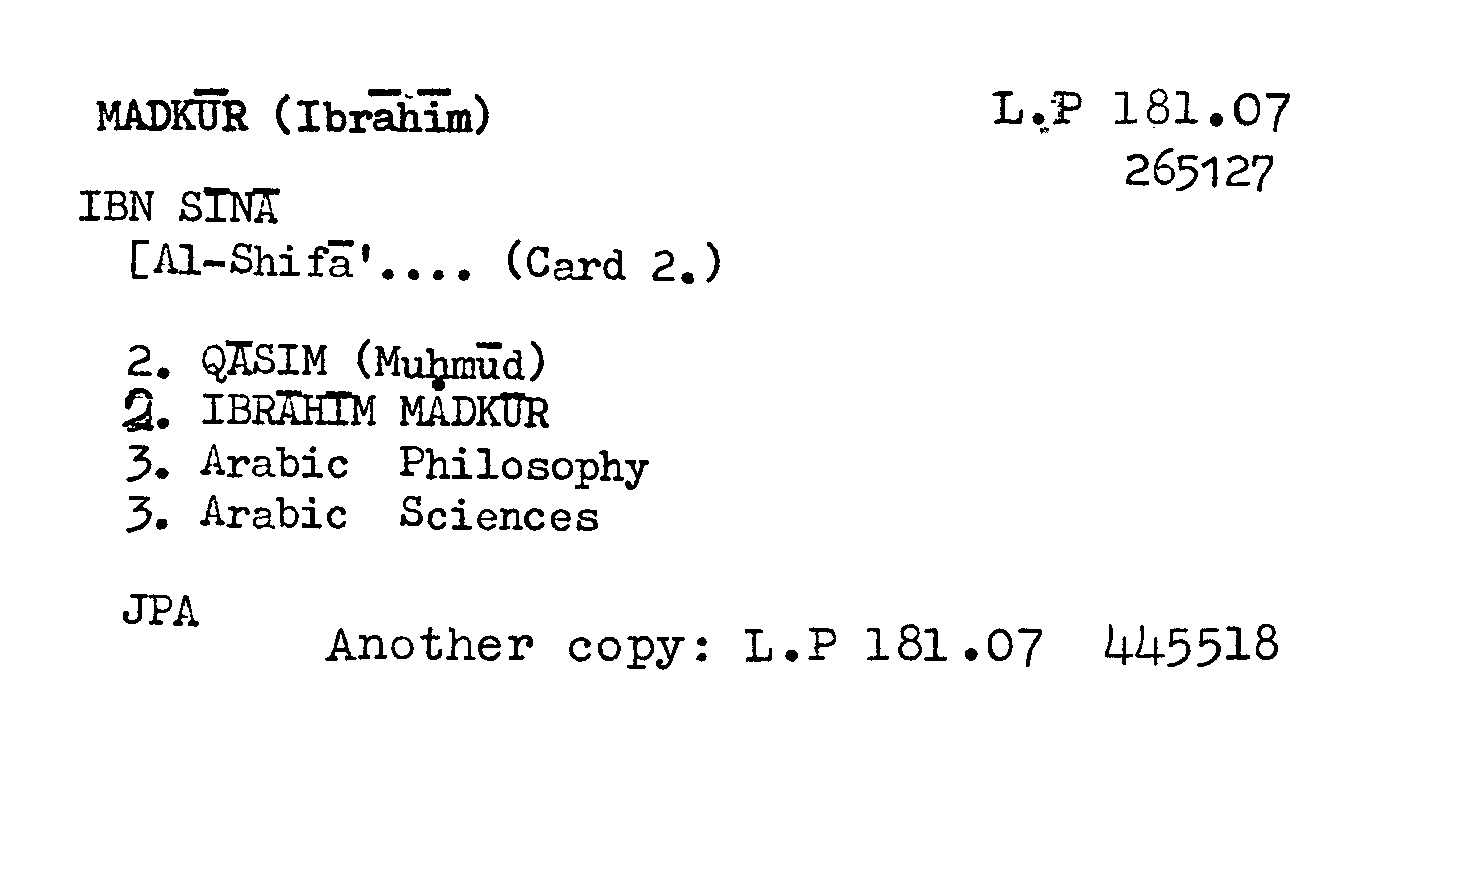 MADKŪR (Ibrāhīm) L.P 181.07
265127
IBN SĪNĀ
[Al-Shifā'.... (Card 2.)
2. QĀSIM (Muḥmūd)
2. IBRĀHĪM MADKŪR
3. Arabic Philosophy
3. Arabic Sciences
JPA
Another copy: L.P 181.07 445518